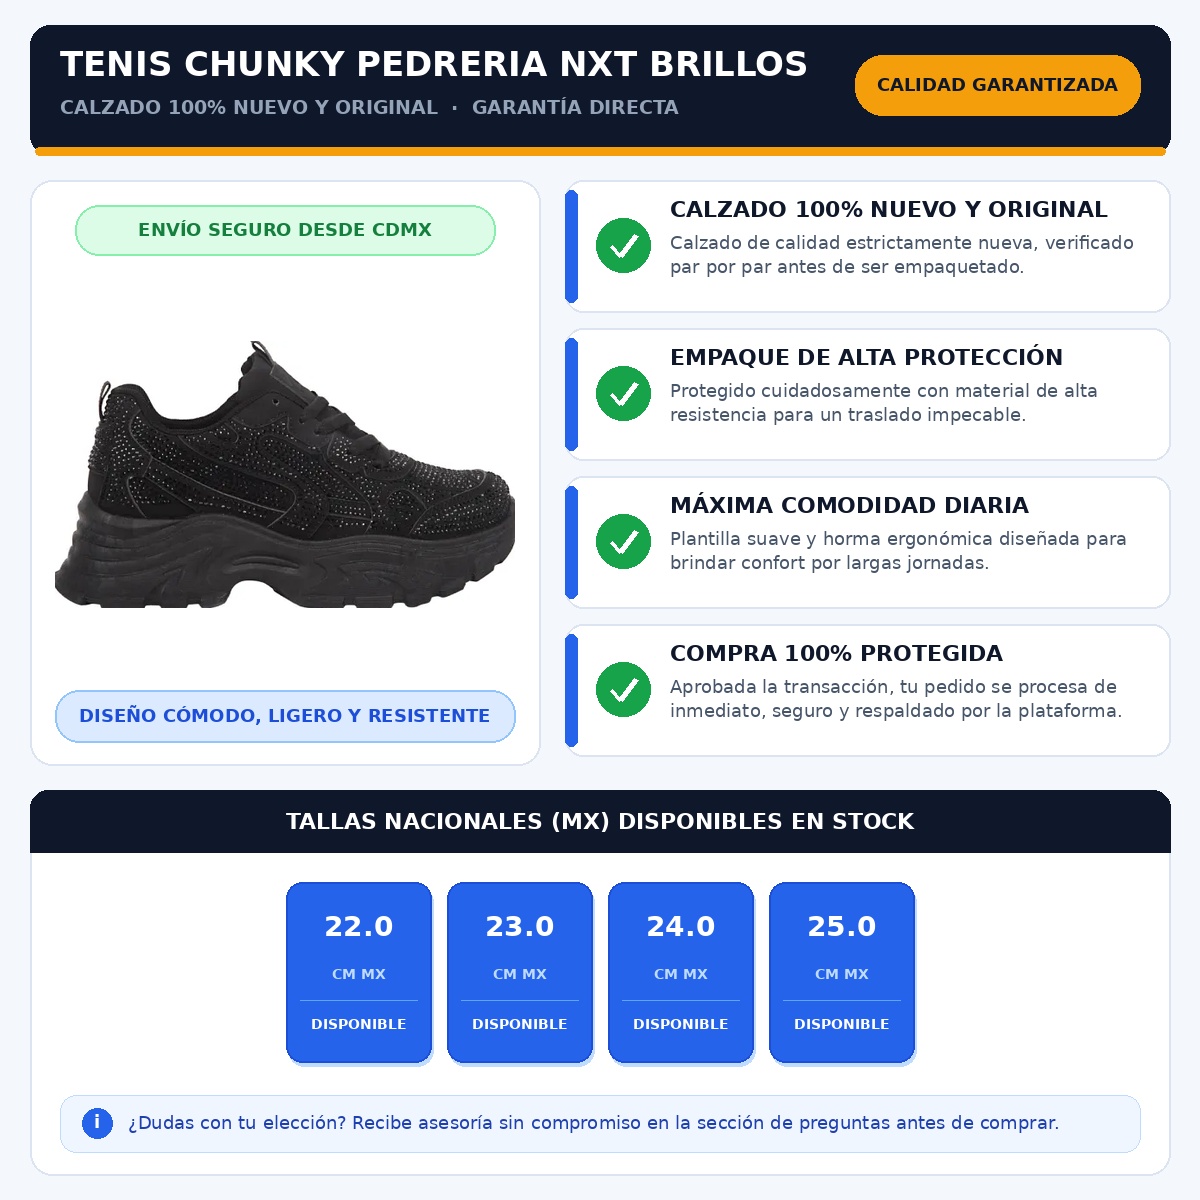 TENIS CHUNKY PEDRERIA NXT BRILLOS
CALZADO 100% NUEVO Y ORIGINAL · GARANTÍA DIRECTA
CALIDAD GARANTIZADA
ENVÍO SEGURO DESDE CDMX
DISEÑO CÓMODO, LIGERO Y RESISTENTE
CALZADO 100% NUEVO Y ORIGINAL
Calzado de calidad estrictamente nueva, verificado
par por par antes de ser empaquetado.
EMPAQUE DE ALTA PROTECCIÓN
Protegido cuidadosamente con material de alta
resistencia para un traslado impecable.
MÁXIMA COMODIDAD DIARIA
Plantilla suave y horma ergonómica diseñada para
brindar confort por largas jornadas.
COMPRA 100% PROTEGIDA
Aprobada la transacción, tu pedido se procesa de
inmediato, seguro y respaldado por la plataforma.
TALLAS NACIONALES (MX) DISPONIBLES EN STOCK
22.0 23.0 24.0 25.0
CM MX CM MX CM MX CM MX
DISPONIBLE DISPONIBLE DISPONIBLE DISPONIBLE
i ¿Dudas con tu elección? Recibe asesoría sin compromiso en la sección de preguntas antes de comprar.